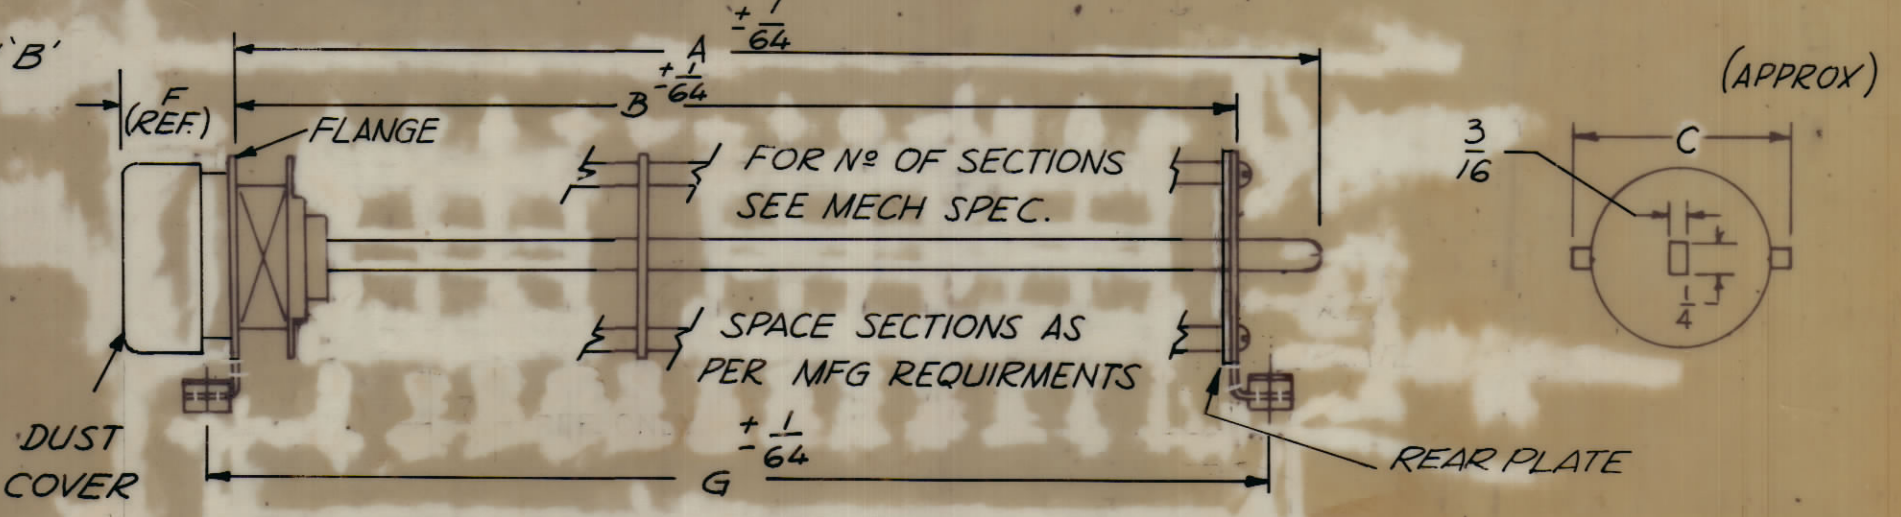 'B'
± 1/64
A
± 1/64
B
F
(REF.)
FLANGE
FOR Nº OF SECTIONS
SEE MECH SPEC.
SPACE SECTIONS AS
PER MFG REQUIRMENTS
± 1/64
G
DUST
COVER
REAR PLATE
(APPROX)
C
3/16
1/4